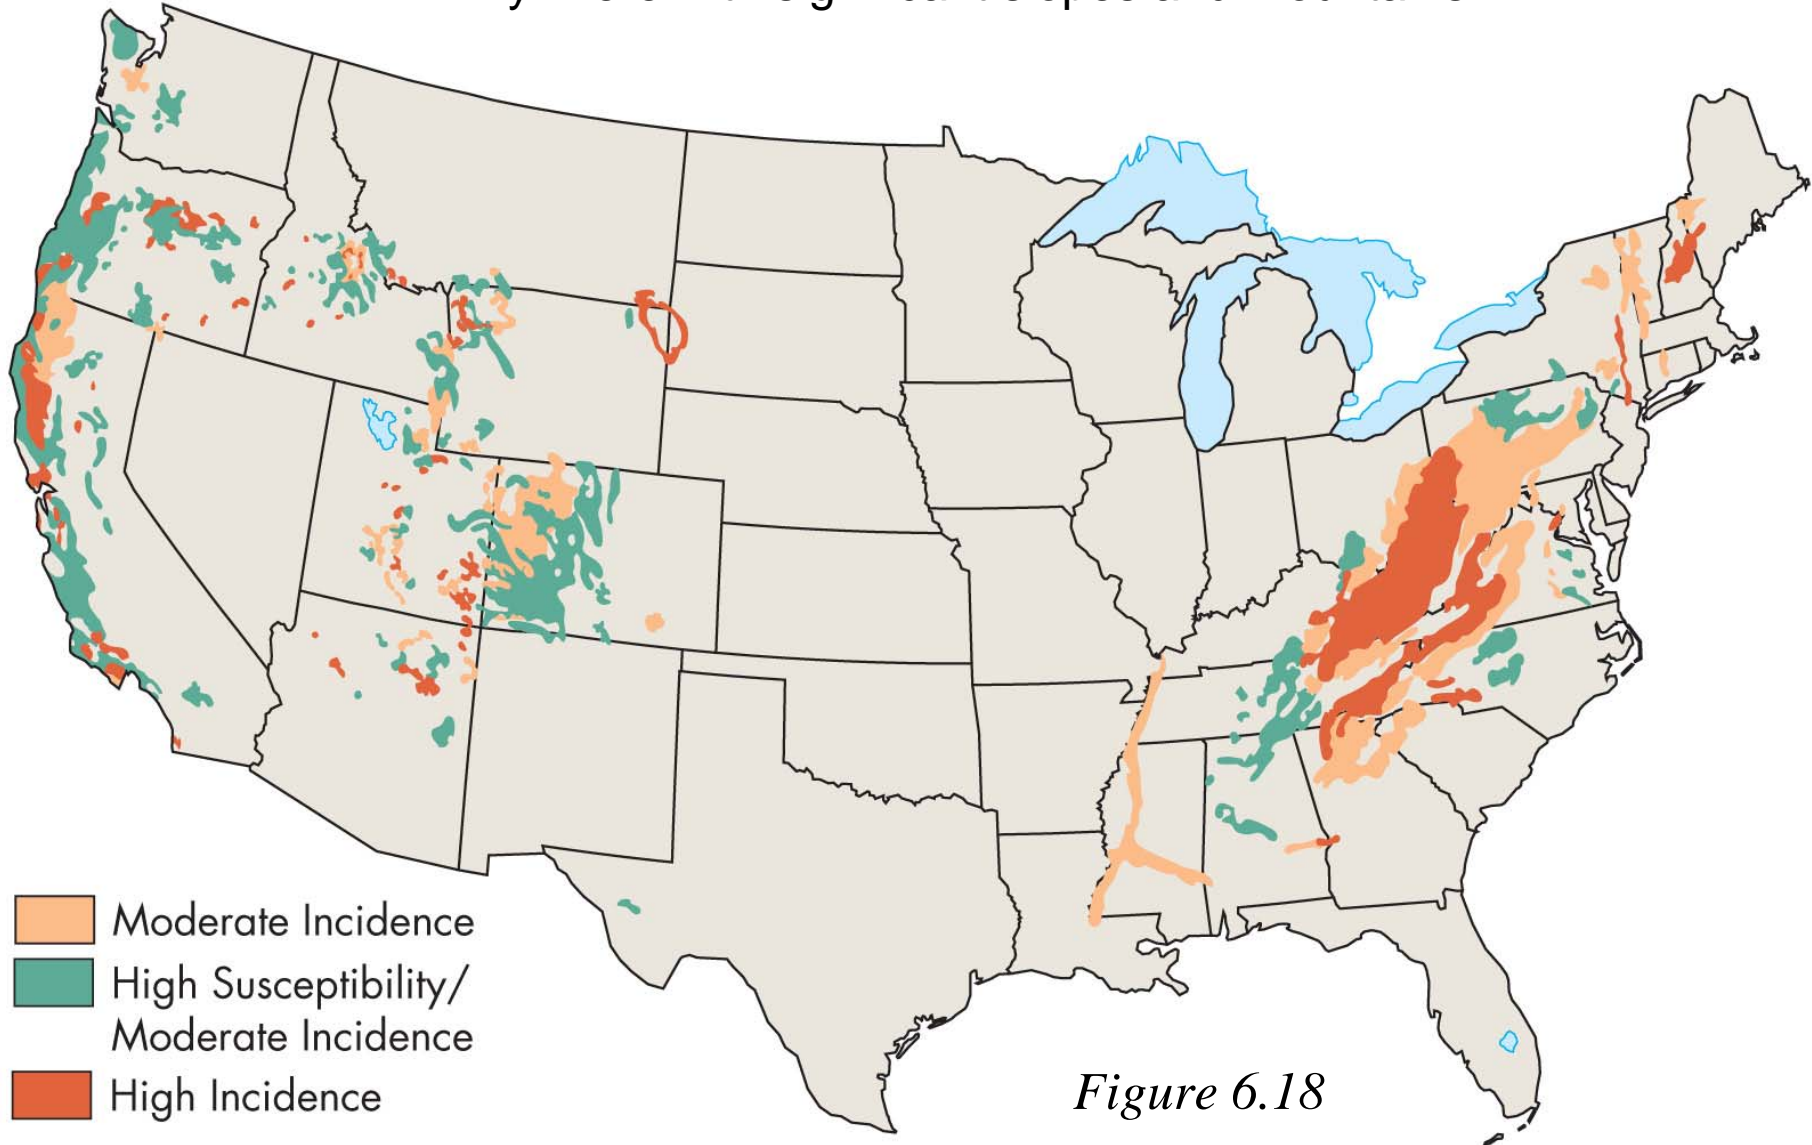 Moderate Incidence
High Susceptibility/
Moderate Incidence
High Incidence
Figure 6.18